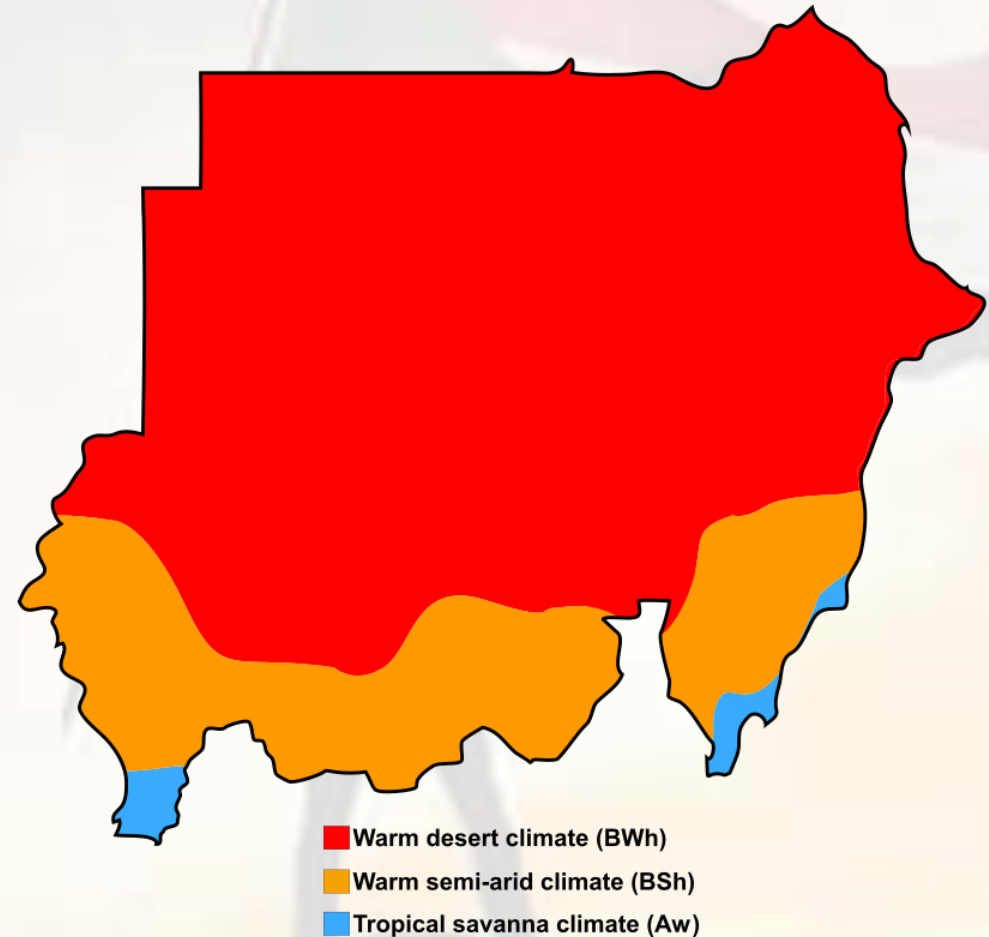 Warm desert climate (BWh)
Warm semi-arid climate (BSh)
Tropical savanna climate (Aw)